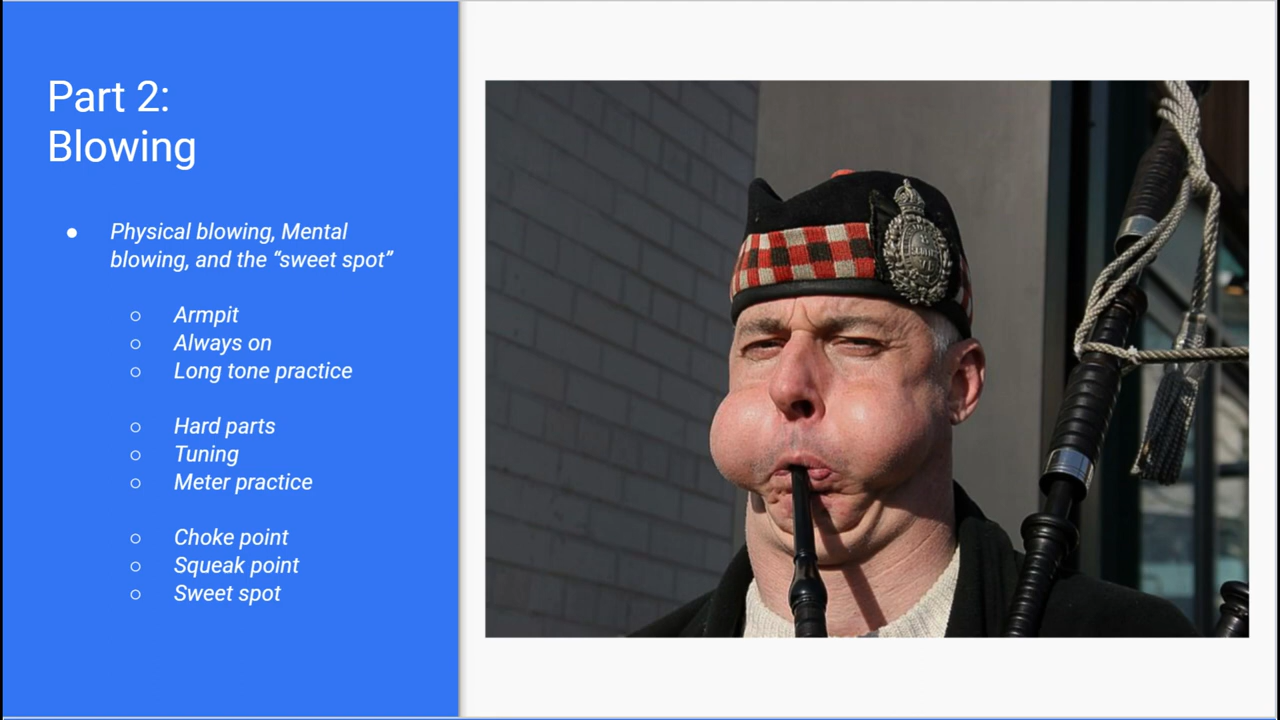 Part 2:
Blowing
● Physical blowing, Mental
blowing, and the “sweet spot”
○ Armpit
○ Always on
○ Long tone practice
○ Hard parts
○ Tuning
○ Meter practice
○ Choke point
○ Squeak point
○ Sweet spot